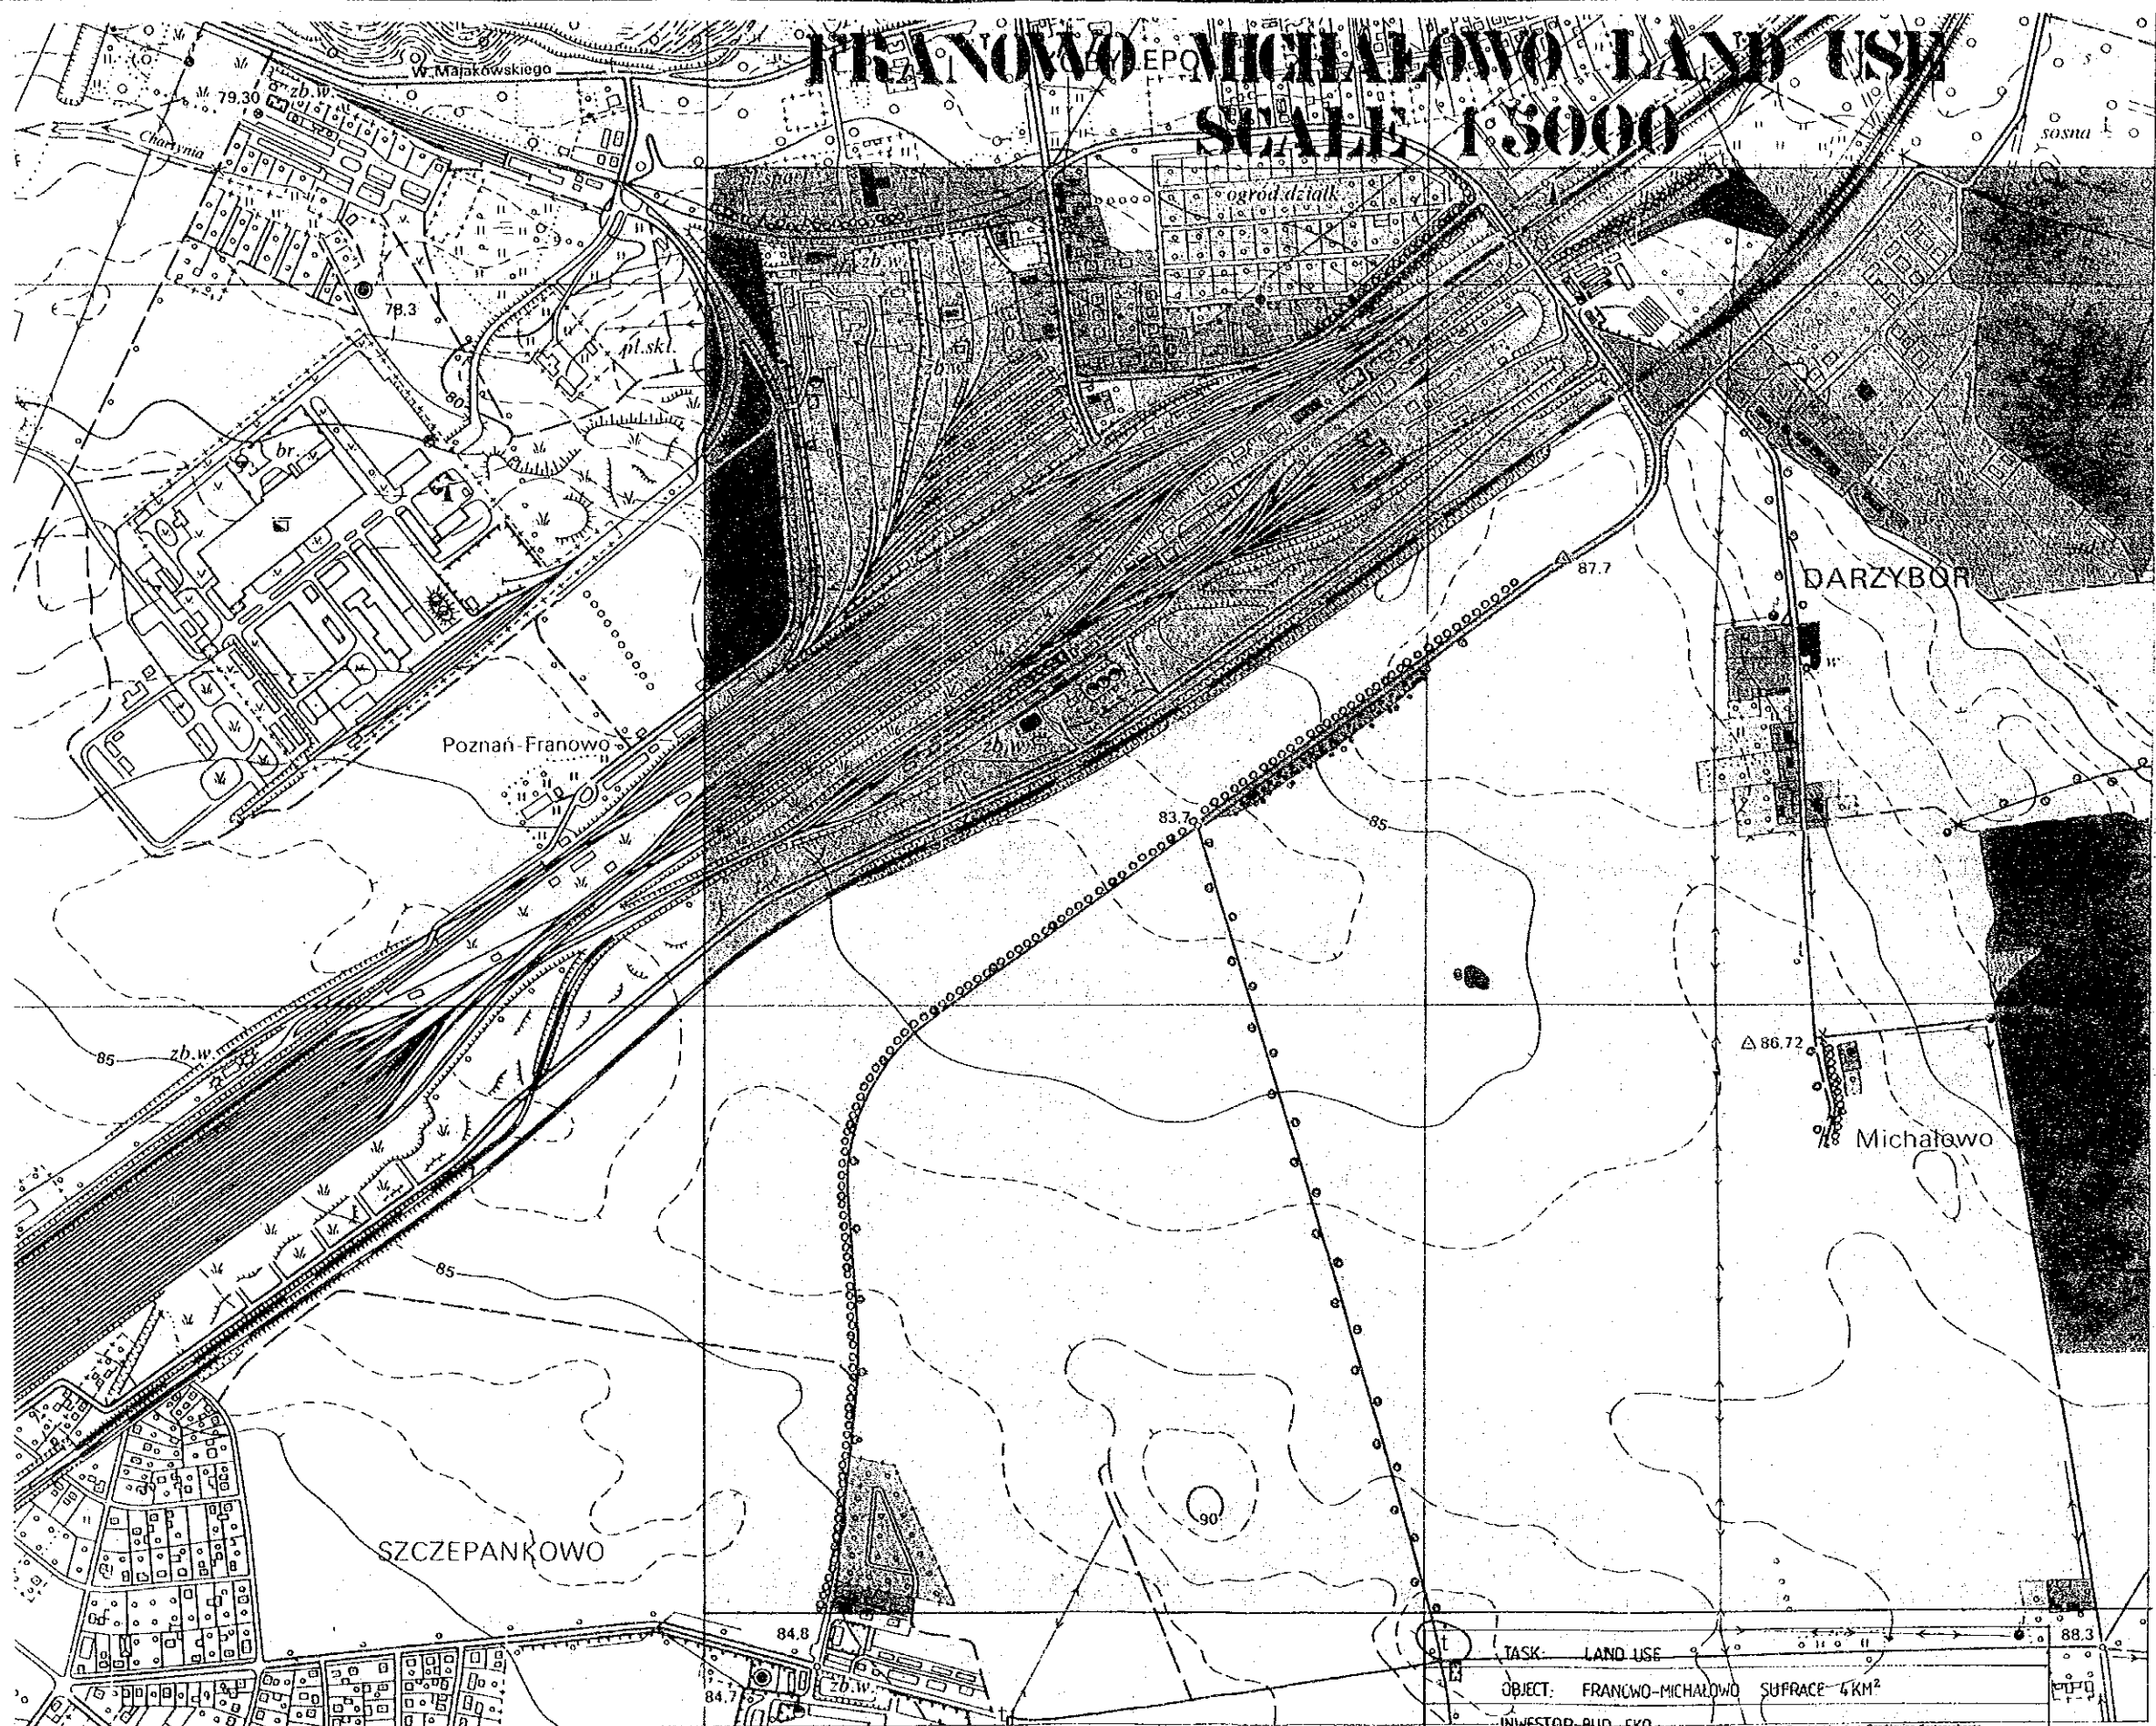 FRANOWO MICHAŁOWO LAND USE
SCALE 1 5000
W. Majakowskiego
79,30
zb.w.
sosna
ogród.działk.
zb.w.
78.3
pl.skł.
zb.w.
80
br.
87.7
DARZYBÓR
w
Poznań-Franowo
zb.w.
83.7
85
85
zb.w.
86.72
Michałowo
85
90
SZCZEPANKOWO
84.8
88.3
84.7
zb.w.
t
t
TASK: LAND USE
OBJECT: FRANOWO-MICHAŁOWO SUFRACE 4KM²